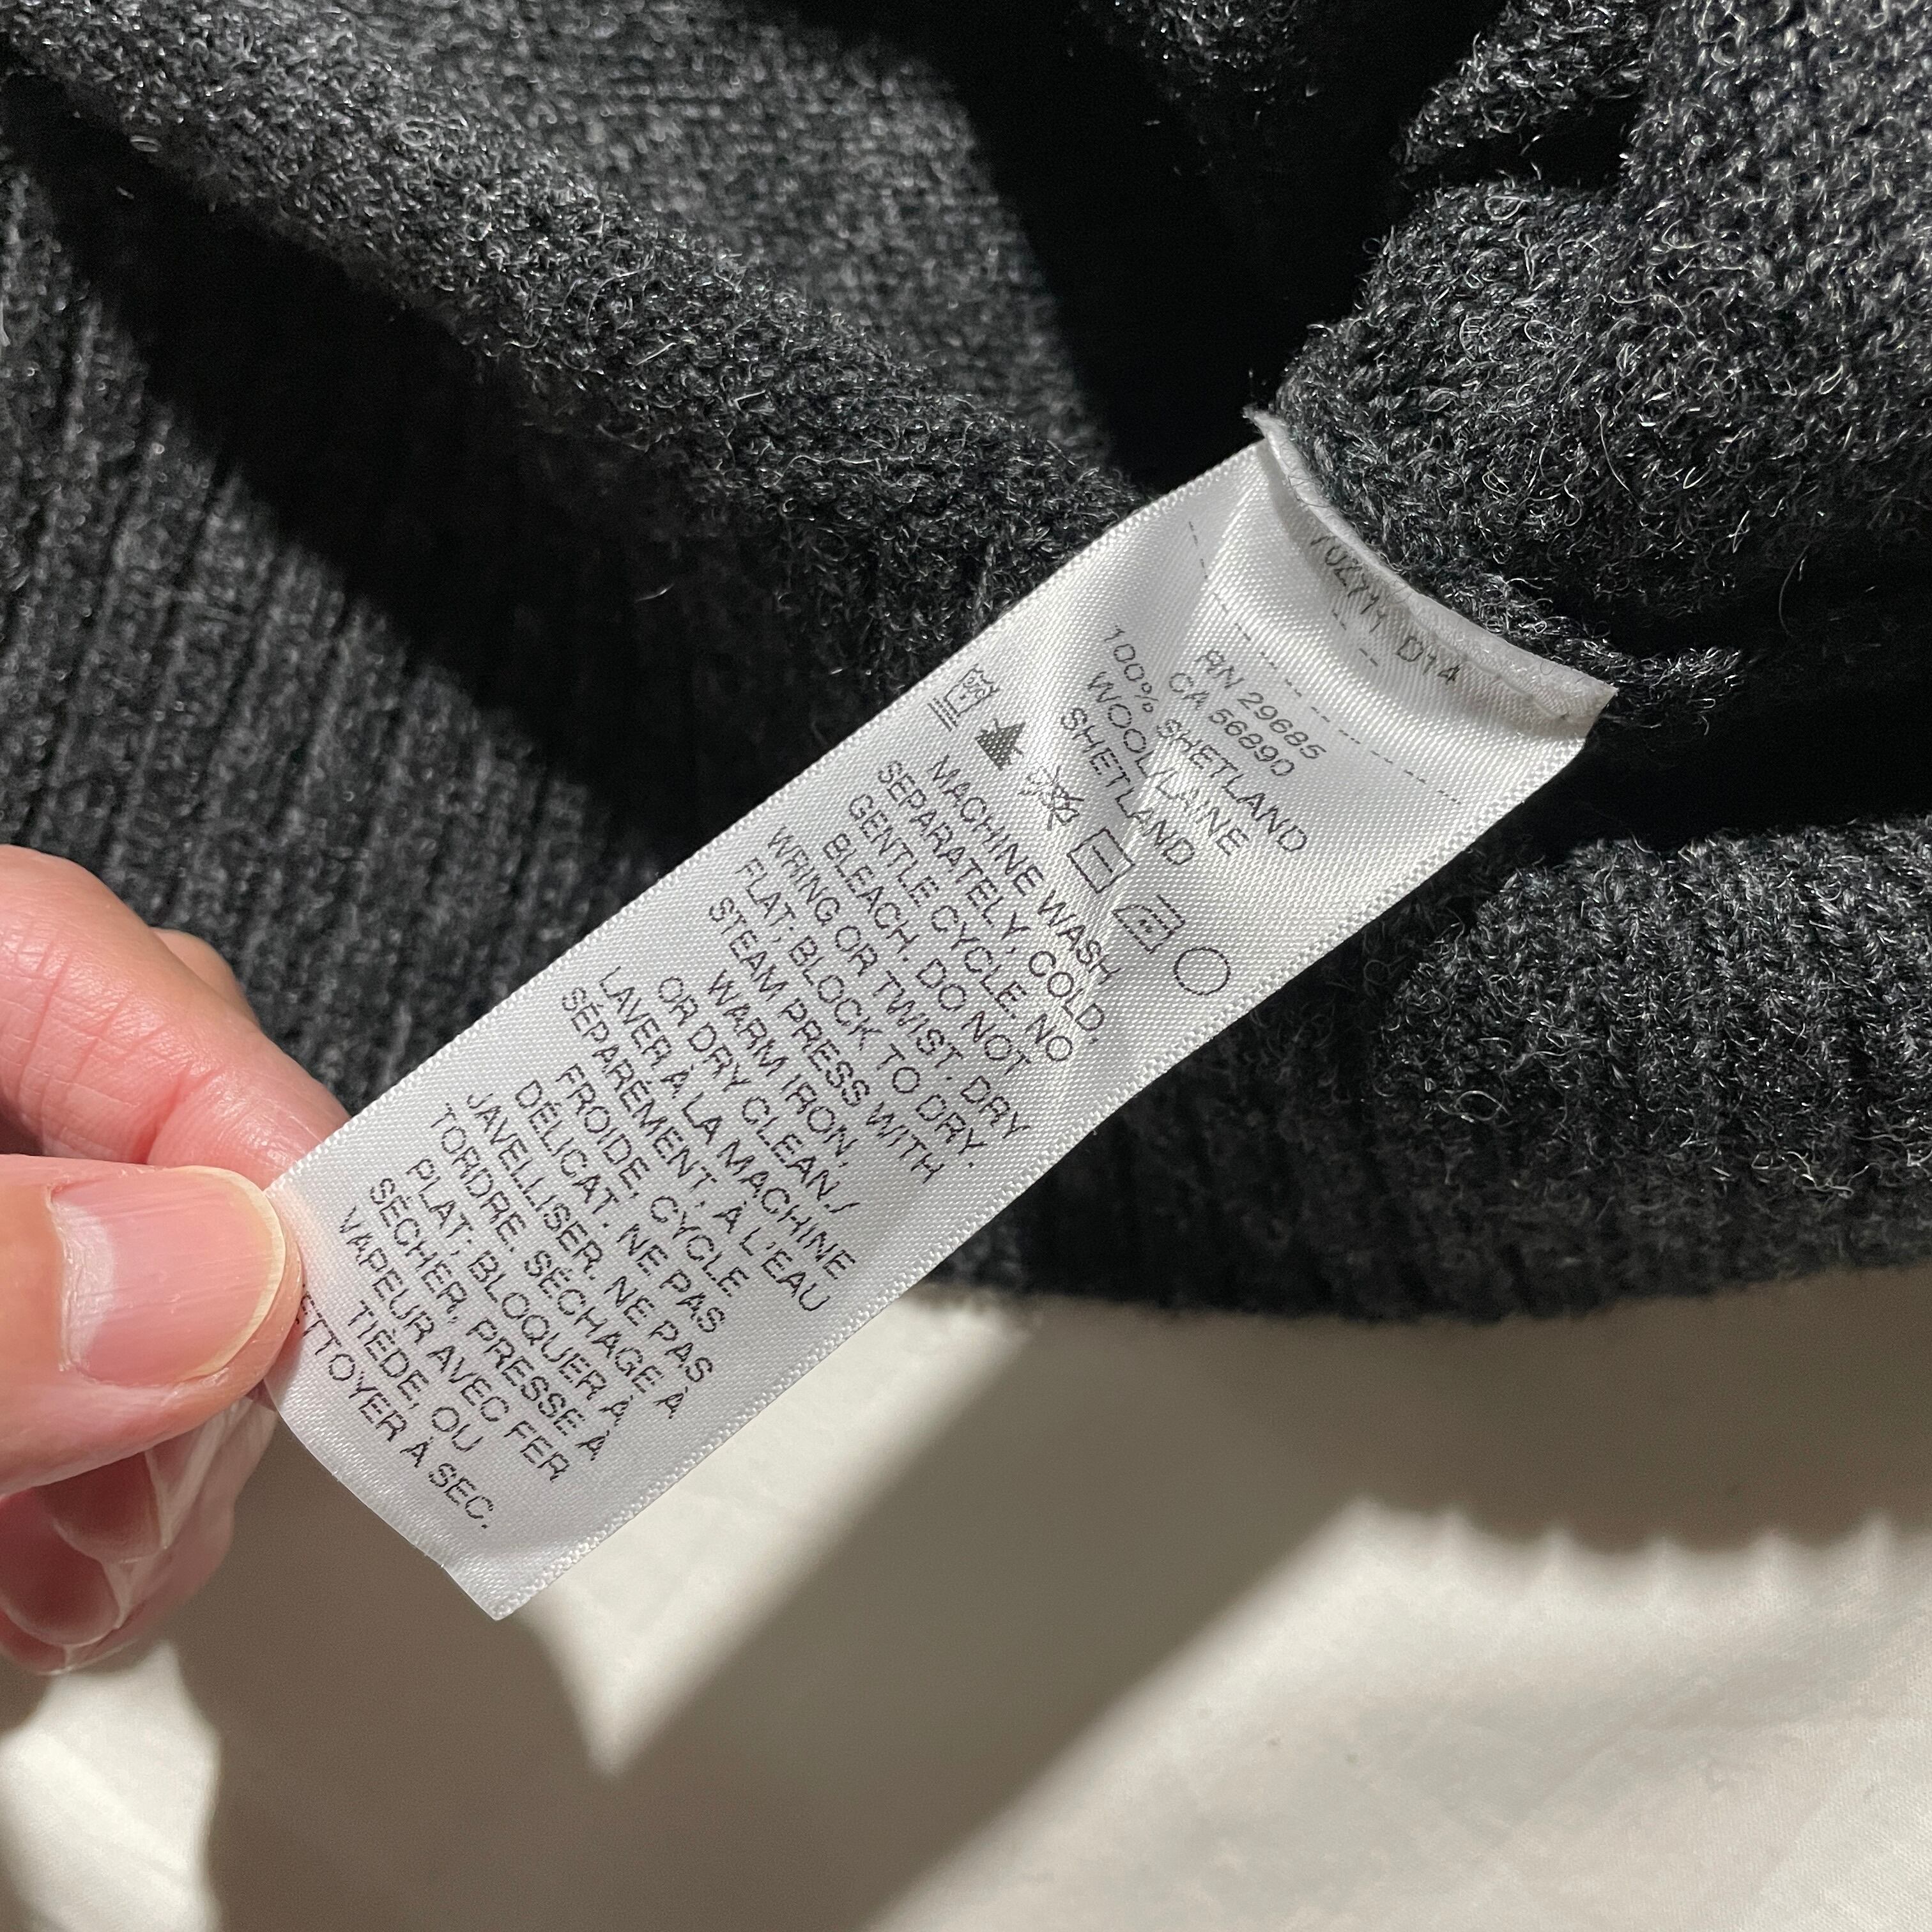 D14
RN 29685
CA 56890
100% SHETLAND
WOOL/LAINE
SHETLAND
MACHINE WASH
SEPARATELY, COLD,
GENTLE CYCLE. NO
BLEACH. DO NOT
WRING OR TWIST. DRY
FLAT; BLOCK TO DRY.
STEAM PRESS WITH
WARM IRON,
OR DRY CLEAN /
LAVER À LA MACHINE
SÉPARÉMENT, À L'EAU
FROIDE, CYCLE
DÉLICAT. NE PAS
JAVELLISER. NE PAS
TORDRE. SÉCHAGE À
PLAT; BLOQUER À
SÉCHER, PRESSE À
VAPEUR AVEC FER
TIÈDE, OU
ETTOYER À SEC.